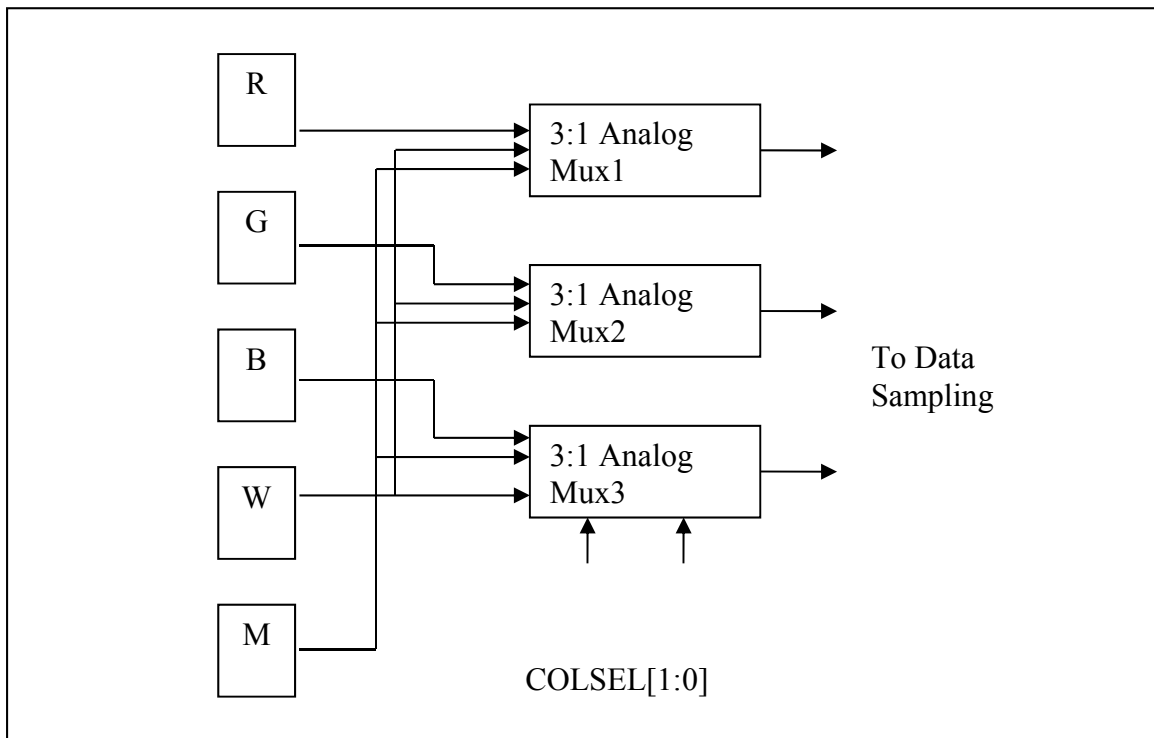 R
3:1 Analog
Mux1
G
3:1 Analog
Mux2
B
To Data
Sampling
3:1 Analog
Mux3
W
M
COLSEL[1:0]